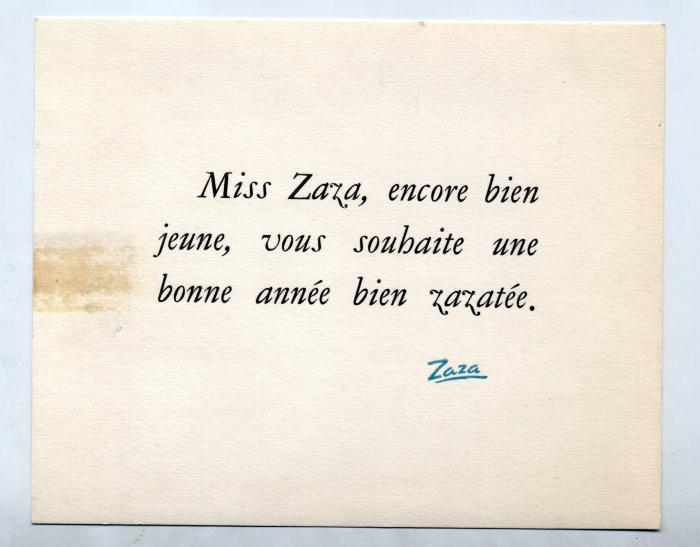 Miss Zaza, encore bien
jeune, vous souhaite une
bonne année bien zazatée.
Zaza